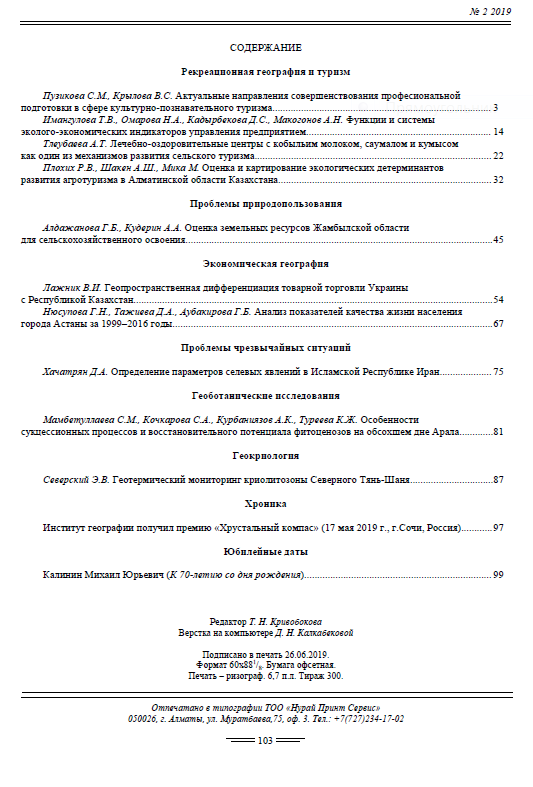 № 2 2019
СОДЕРЖАНИЕ
Рекреационная география и туризм
Пузикова С.М., Крылова В.С. Актуальные направления совершенствования професиональной
подготовки в сфере культурно-познавательного туризма.......... 3
Имангулова Т.В., Омарова Н.А., Кадырбекова Д.С., Макогонов А.Н. Функции и системы
эколого-экономических индикаторов управления предприятием.......... 14
Тлеубаева А.Т. Лечебно-оздоровительные центры с кобыльим молоком, саумалом и кумысом
как один из механизмов развития сельского туризма.......... 22
Плохих Р.В., Шакен А.Ш., Мика М. Оценка и картирование экологических детерминантов
развития агротуризма в Алматинской области Казахстана.......... 32
Проблемы природопользования
Алдажанова Г.Б., Кудерин А.А. Оценка земельных ресурсов Жамбылской области
для сельскохозяйственного освоения.......... 45
Экономическая география
Лажник В.И. Геопространственная дифференциация товарной торговли Украины
с Республикой Казахстан.......... 54
Нюсупова Г.Н., Тажиева Д.А., Аубакирова Г.Б. Анализ показателей качества жизни населения
города Астаны за 1999–2016 годы.......... 67
Проблемы чрезвычайных ситуаций
Хачатрян Д.А. Определение параметров селевых явлений в Исламской Республике Иран.......... 75
Геоботанические исследования
Мамбетуллаева С.М., Кочкарова С.А., Курбаниязов А.К., Туреева К.Ж. Особенности
сукцессионных процессов и восстановительного потенциала фитоценозов на обсохшем дне Арала.......... 81
Геокриология
Северский Э.В. Геотермический мониторинг криолитозоны Северного Тянь-Шаня.......... 87
Хроника
Институт географии получил премию «Хрустальный компас» (17 мая 2019 г., г.Сочи, Россия).......... 97
Юбилейные даты
Калинин Михаил Юрьевич (К 70-летию со дня рождения).......... 99
Редактор Т. Н. Кривобокова
Верстка на компьютере Д. Н. Калкабековой
Подписано в печать 26.06.2019.
Формат 60х88¹/₈. Бумага офсетная.
Печать – ризограф. 6,7 п.л. Тираж 300.
Отпечатано в типографии ТОО «Нурай Принт Сервис»
050026, г. Алматы, ул. Муратбаева,75, оф. 3. Тел.: +7(727)234-17-02
103